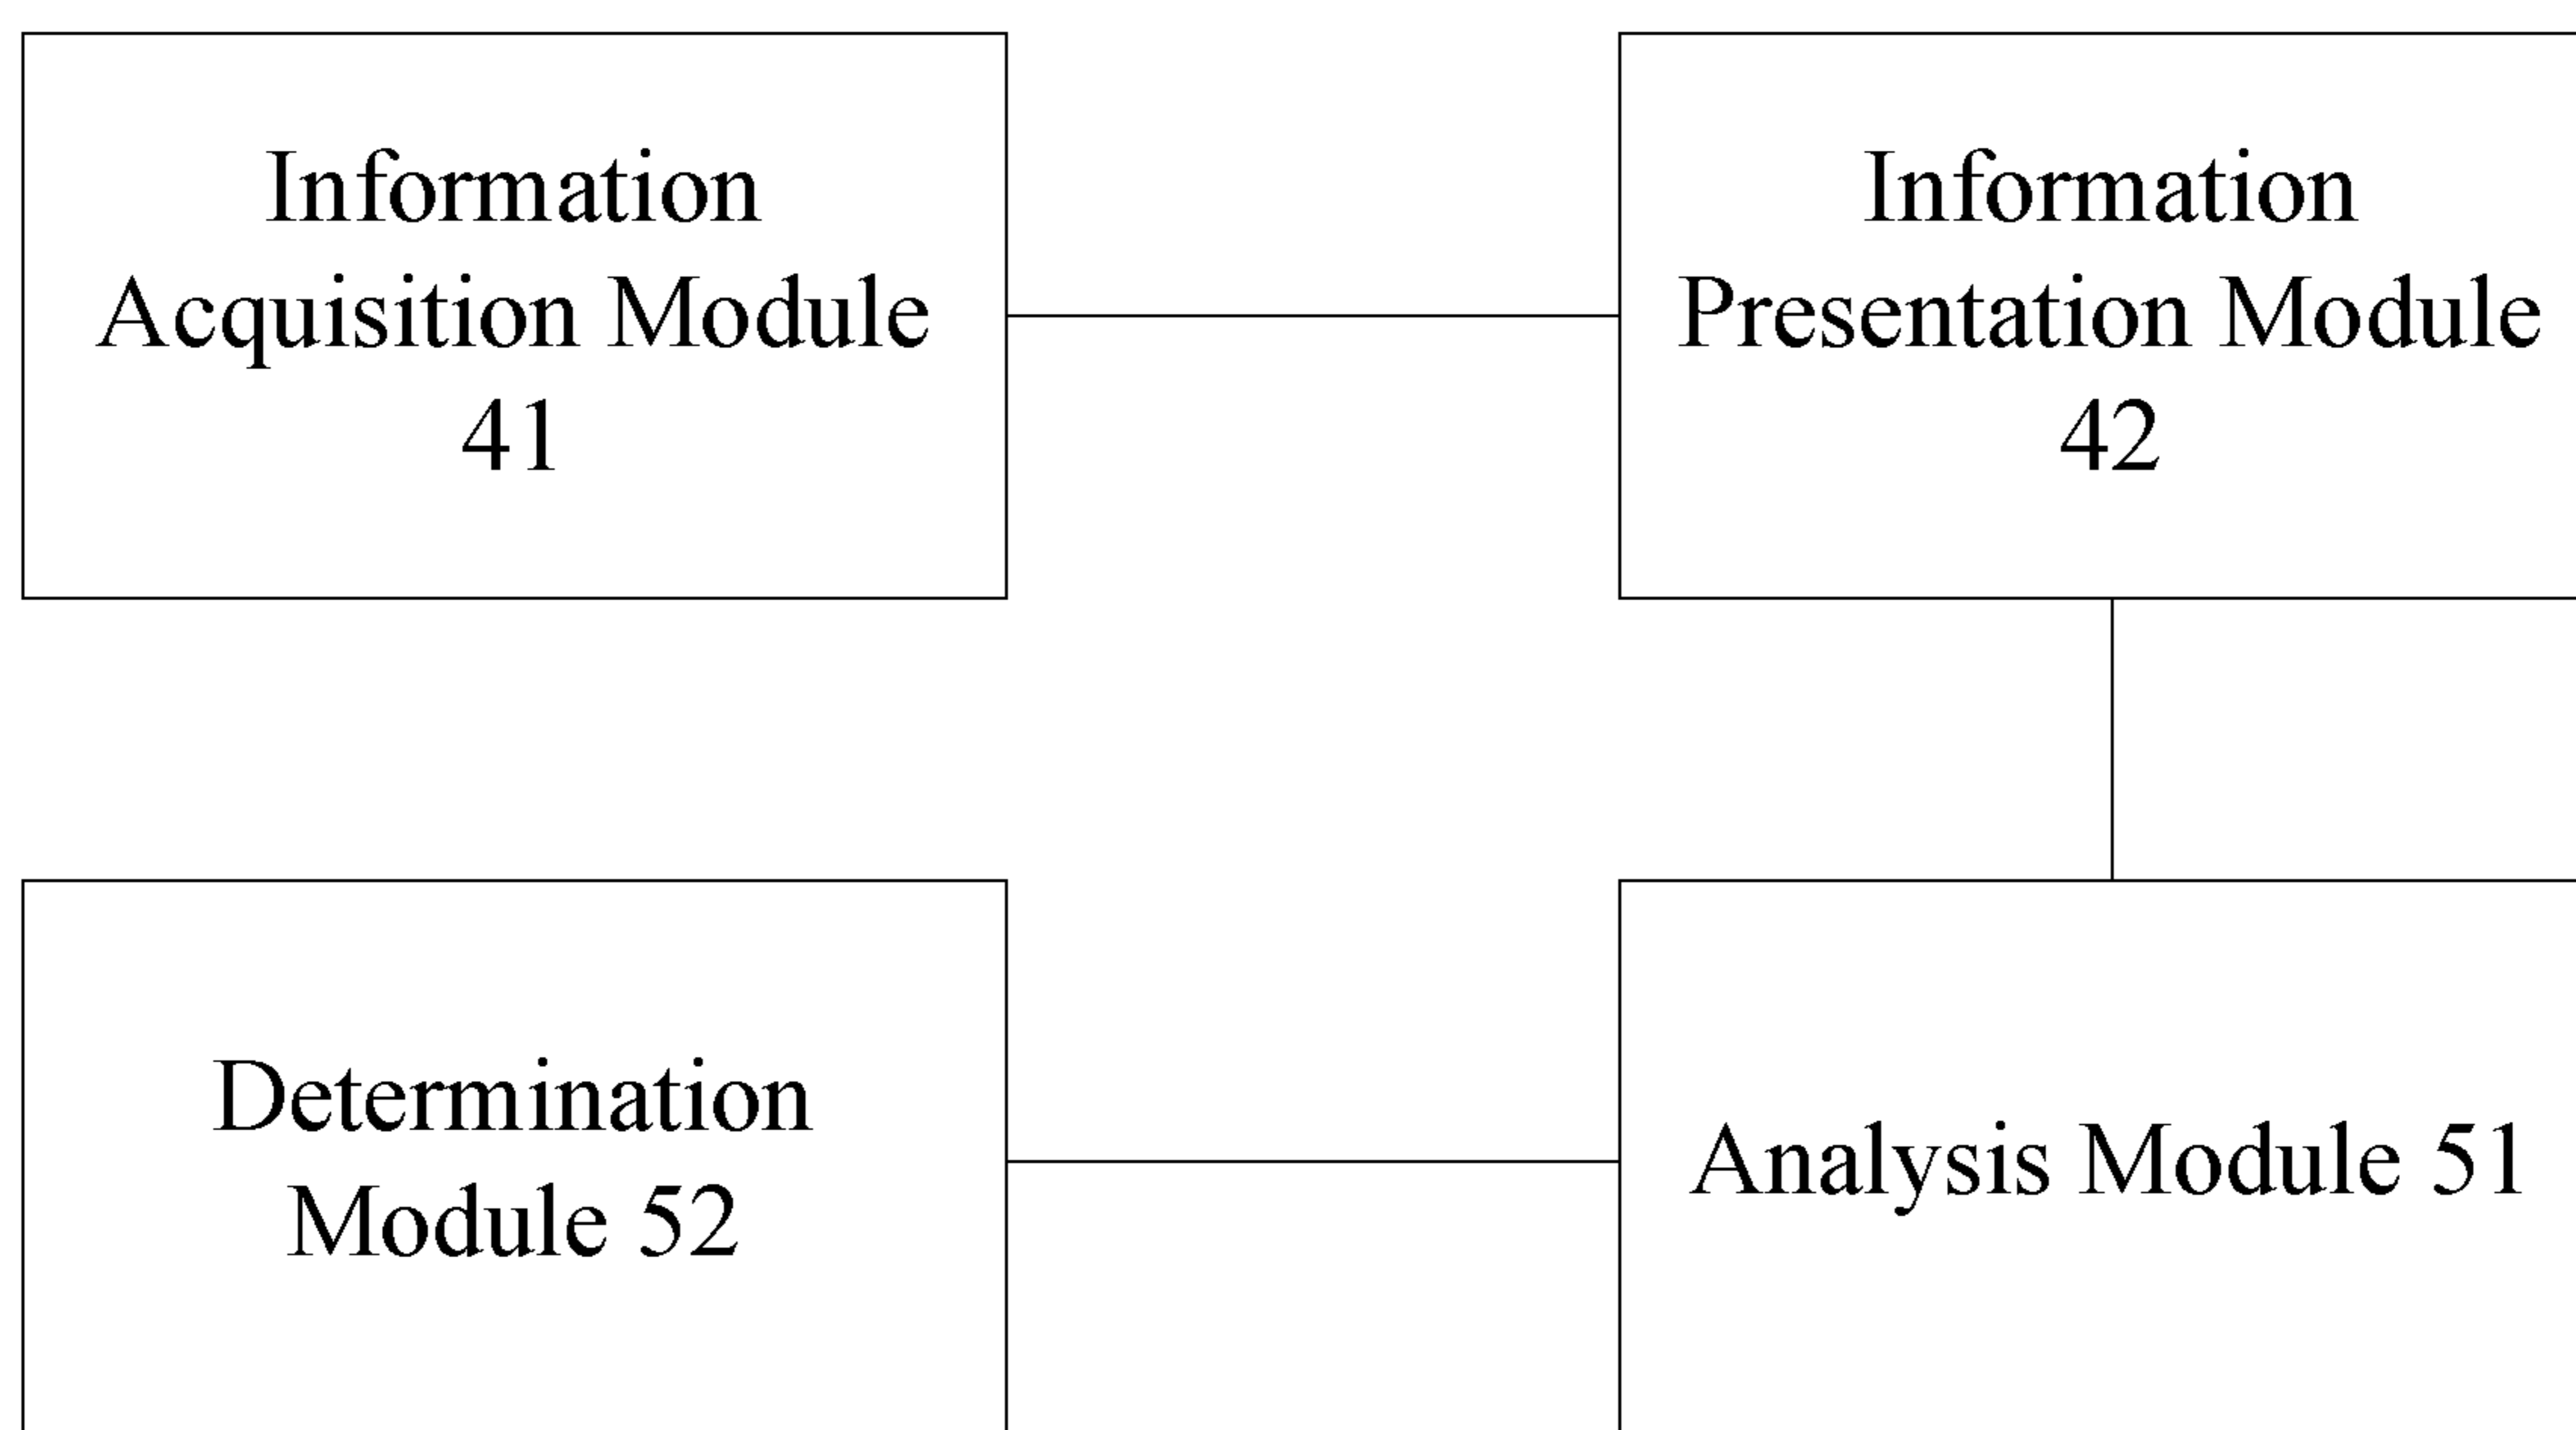 Information
Acquisition Module
41
Information
Presentation Module
42
Determination
Module 52
Analysis Module 51